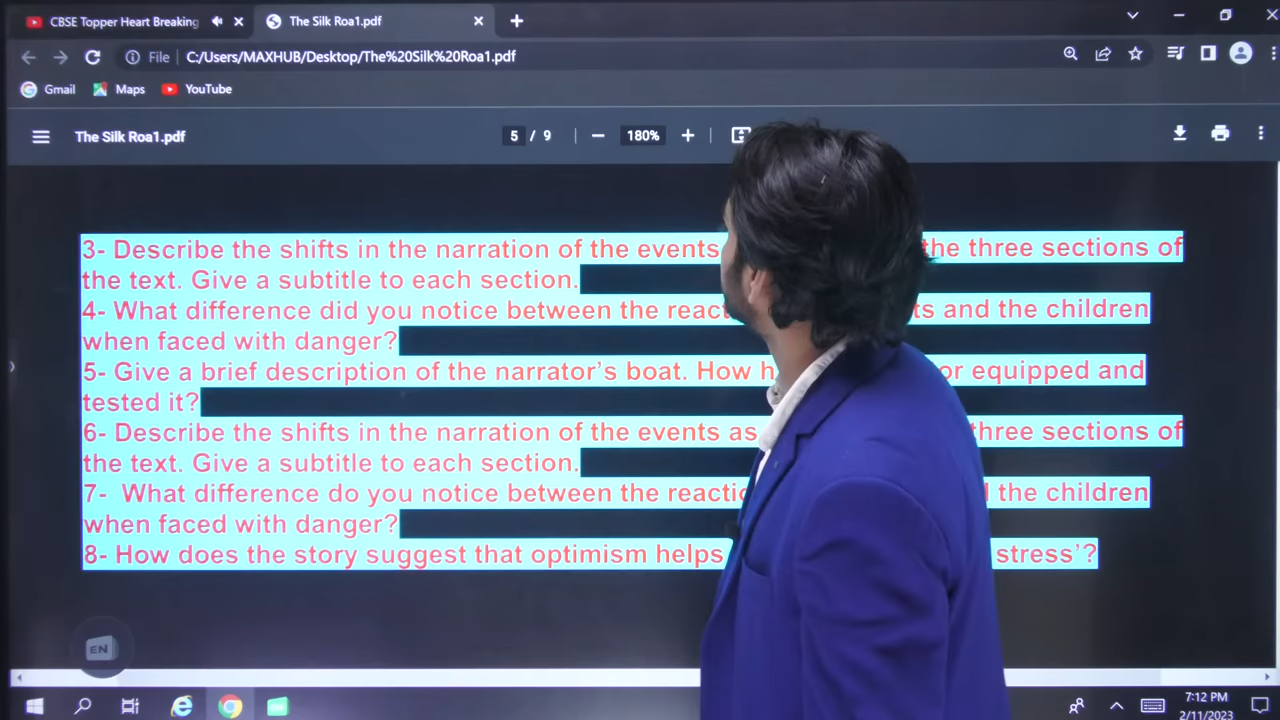 CBSE Topper Heart Breaking
The Silk Roa1.pdf
File C:/Users/MAXHUB/Desktop/The%20Silk%20Roa1.pdf
Gmail Maps YouTube
The Silk Roa1.pdf 5 / 9 180%
3- Describe the shifts in the narration of the events the three sections of
the text. Give a subtitle to each section.
4- What difference did you notice between the and the children
when faced with danger?
5- Give a brief description of the narrator's boat. How equipped and
tested it?
6- Describe the shifts in the narration of the events as three sections of
the text. Give a subtitle to each section.
7- What difference do you notice between the the children
when faced with danger?
8- How does the story suggest that optimism helps stress'?
EN
7:12 PM
2/11/2023